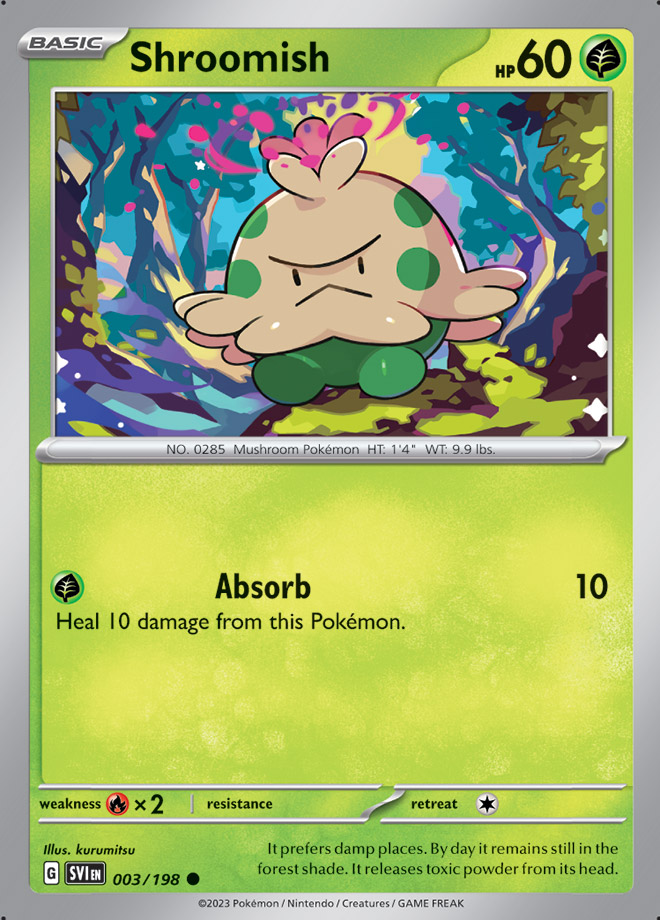 BASIC Shroomish HP60
NO. 0285 Mushroom Pokémon HT: 1'4" WT: 9.9 lbs.
Absorb 10
Heal 10 damage from this Pokémon.
weakness ×2 resistance retreat
Illus. kurumitsu
It prefers damp places. By day it remains still in the
forest shade. It releases toxic powder from its head.
G SVI EN 003/198
©2023 Pokémon / Nintendo / Creatures / GAME FREAK